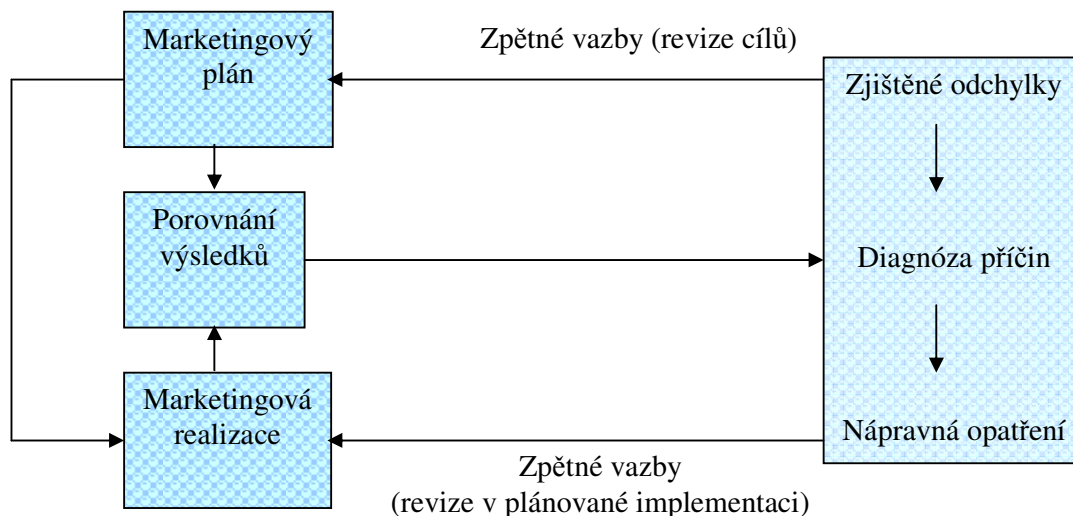 Marketingový
plán
Zpětné vazby (revize cílů)
Zjištěné odchylky
Porovnání
výsledků
Diagnóza příčin
Marketingová
realizace
Nápravná opatření
Zpětné vazby
(revize v plánované implementaci)